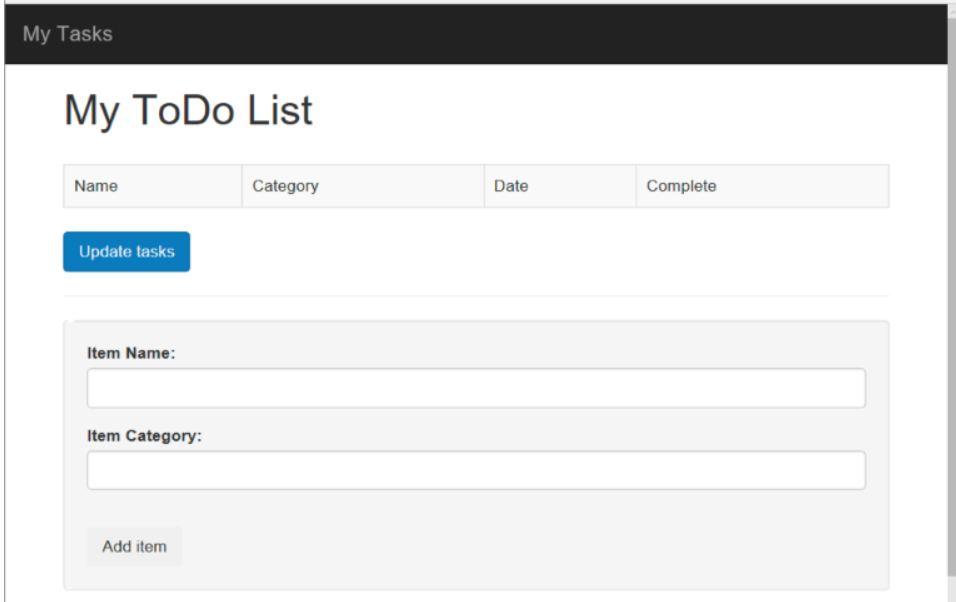 My Tasks
My ToDo List
Name Category Date Complete
Update tasks
Item Name:
Item Category:
Add item